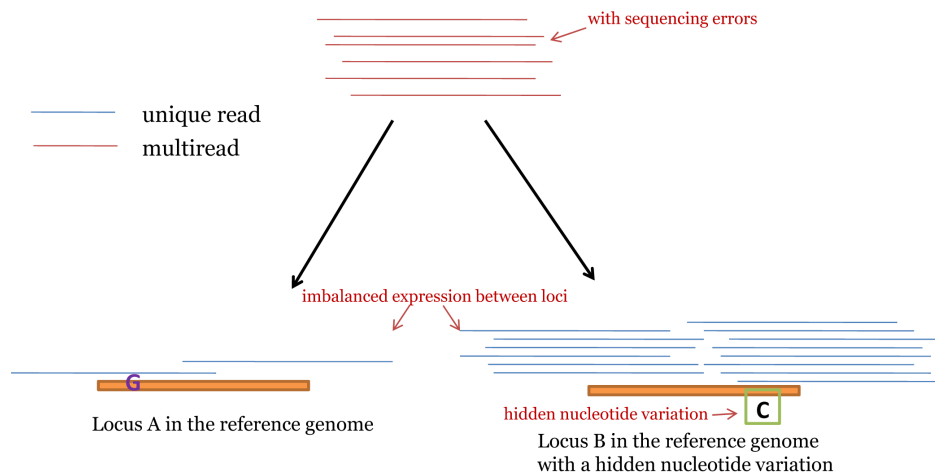 with sequencing errors
unique read
multiread
imbalanced expression between loci
G
Locus A in the reference genome
hidden nucleotide variation
C
Locus B in the reference genome
with a hidden nucleotide variation